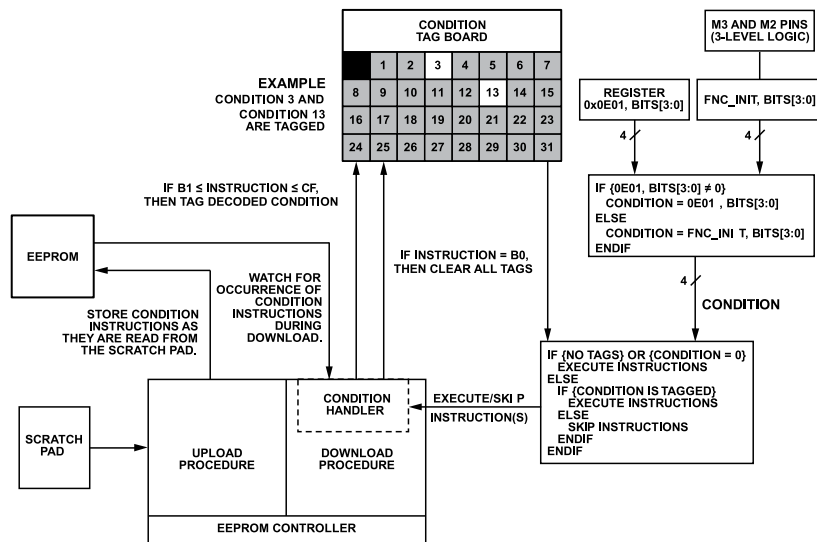 CONDITION
TAG BOARD
1 2 3 4 5 6 7
8 9 10 11 12 13 14 15
16 17 18 19 20 21 22 23
24 25 26 27 28 29 30 31
EXAMPLE
CONDITION 3 AND
CONDITION 13
ARE TAGGED
M3 AND M2 PINS
(3-LEVEL LOGIC)
REGISTER
0x0E01, BITS[3:0]
FNC_INIT, BITS[3:0]
4
4
IF {0E01, BITS[3:0] ≠ 0}
CONDITION = 0E01 , BITS[3:0]
ELSE
CONDITION = FNC_INI T, BITS[3:0]
ENDIF
4
CONDITION
IF B1 ≤ INSTRUCTION ≤ CF,
THEN TAG DECODED CONDITION
IF INSTRUCTION = B0,
THEN CLEAR ALL TAGS
EEPROM
WATCH FOR
OCCURRENCE OF
CONDITION
INSTRUCTIONS
DURING
DOWNLOAD.
STORE CONDITION
INSTRUCTIONS AS
THEY ARE READ FROM
THE SCRATCH PAD.
IF {NO TAGS} OR {CONDITION = 0}
EXECUTE INSTRUCTIONS
ELSE
IF {CONDITION IS TAGGED}
EXECUTE INSTRUCTIONS
ELSE
SKIP INSTRUCTIONS
ENDIF
ENDIF
EXECUTE/SKI P
INSTRUCTION(S)
CONDITION
HANDLER
SCRATCH
PAD
UPLOAD
PROCEDURE
DOWNLOAD
PROCEDURE
EEPROM CONTROLLER